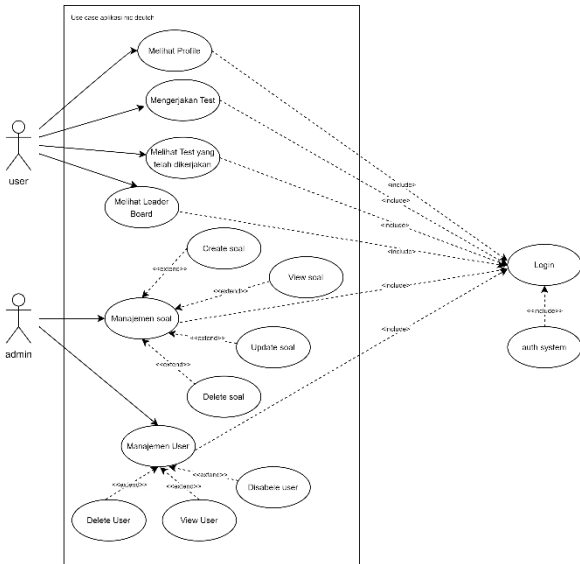 Use case aplikasi mc deutch
Melihat Profile
Mengerjakan Test
user
Melihat Test yang
telah dikerjakan
Melihat Leader
Board
<include>
<include>
<include>
<include>
Create soal
<<extend>>
View soal
<<extend>>
<include>
Login
admin
Manajemen soal
<<extend>>
Update soal
<<include>>
auth system
<include>
<<extend>>
Delete soal
Manajemen User
<<extend>>
<<extend>>
<<extend>>
Disabele user
Delete User
View User